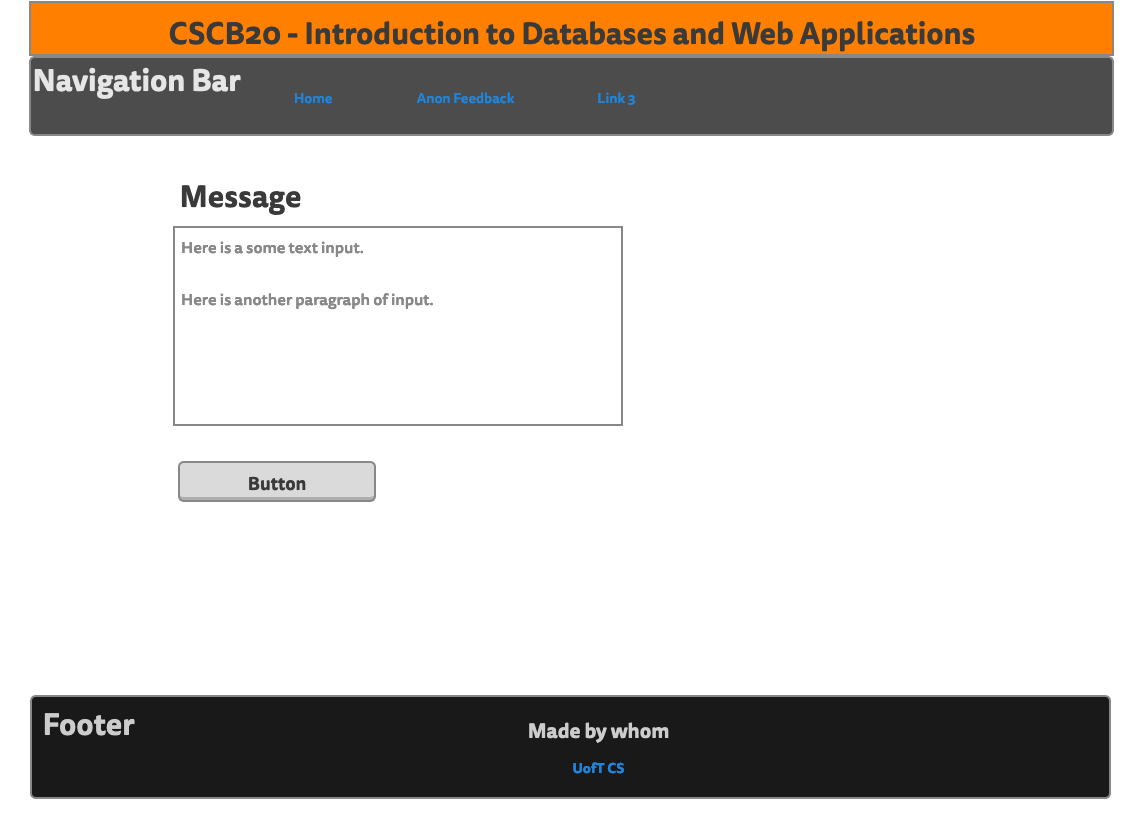 CSCB20 - Introduction to Databases and Web Applications
Navigation Bar
Home Anon Feedback Link 3
Message
Here is a some text input.
Here is another paragraph of input.
Button
Footer
Made by whom
UofT CS